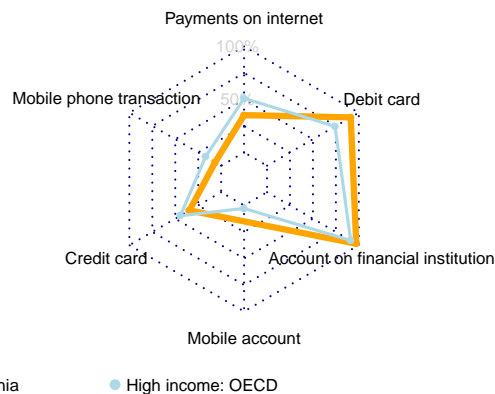 Payments on internet
100%
50%
Mobile phone transaction
Debit card
Credit card
Account on financial institution
Mobile account
High income: OECD